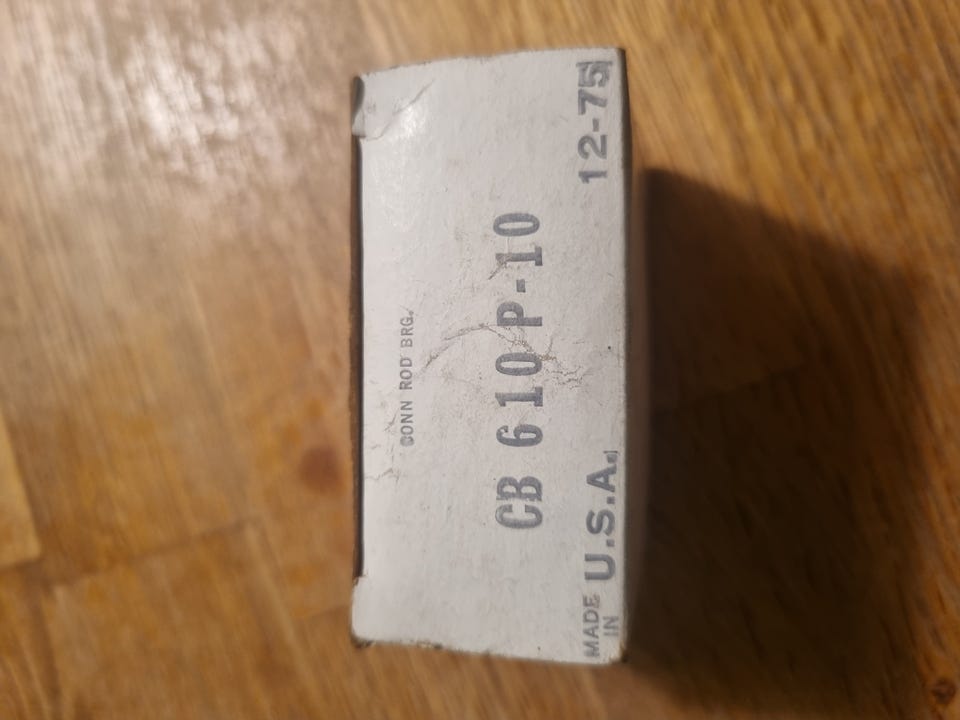 CONN ROD BRG.
CB 610 P-10
MADE IN U.S.A. 12-75